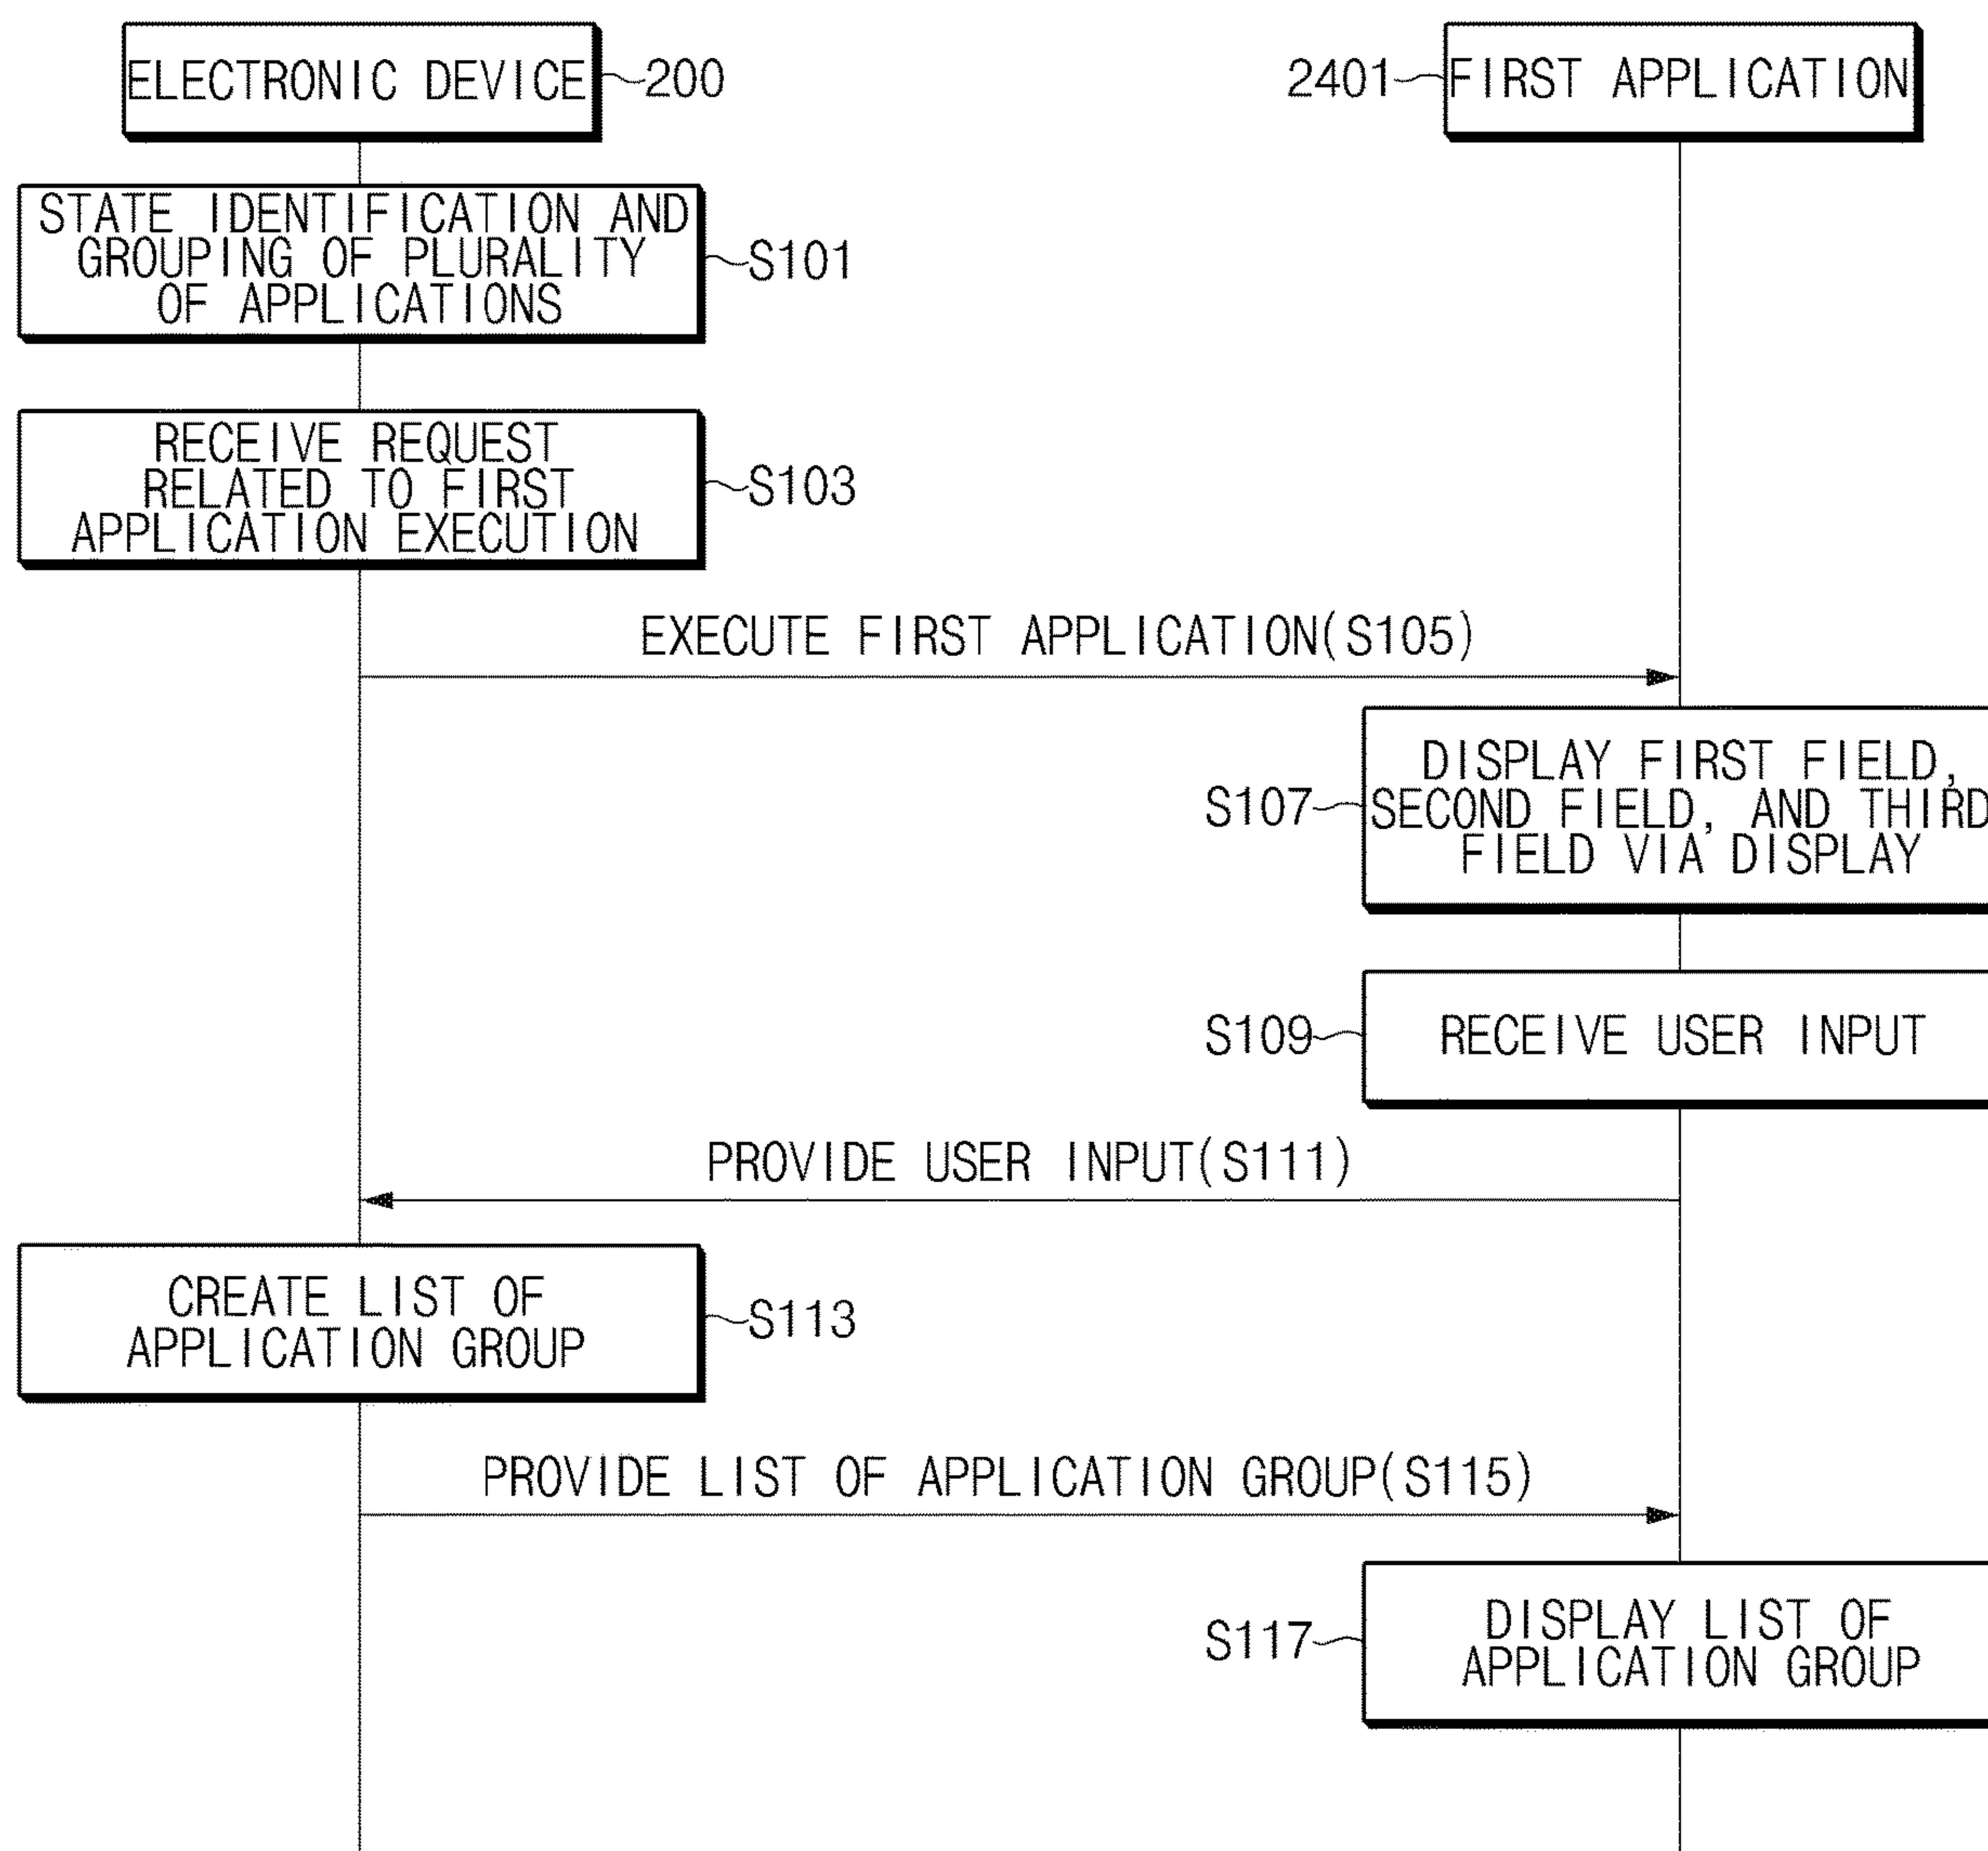 ELECTRONIC DEVICE
200
2401
FIRST APPLICATION
STATE IDENTIFICATION AND
GROUPING OF PLURALITY
OF APPLICATIONS
S101
RECEIVE REQUEST
RELATED TO FIRST
APPLICATION EXECUTION
S103
EXECUTE FIRST APPLICATION(S105)
S107
DISPLAY FIRST FIELD,
SECOND FIELD, AND THIRD
FIELD VIA DISPLAY
S109
RECEIVE USER INPUT
PROVIDE USER INPUT(S111)
CREATE LIST OF
APPLICATION GROUP
S113
PROVIDE LIST OF APPLICATION GROUP(S115)
S117
DISPLAY LIST OF
APPLICATION GROUP